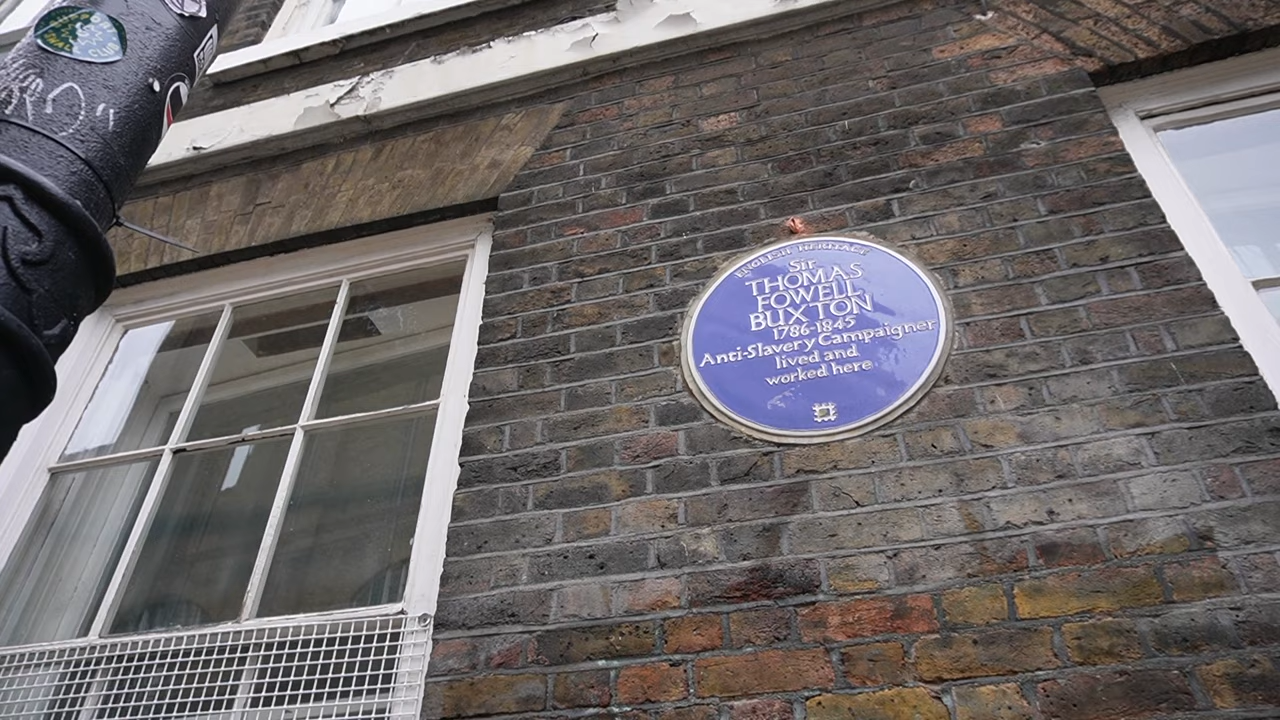 ENGLISH HERITAGE
Sir
THOMAS
FOWELL
BUXTON
1786-1845
Anti-Slavery Campaigner
lived and
worked here